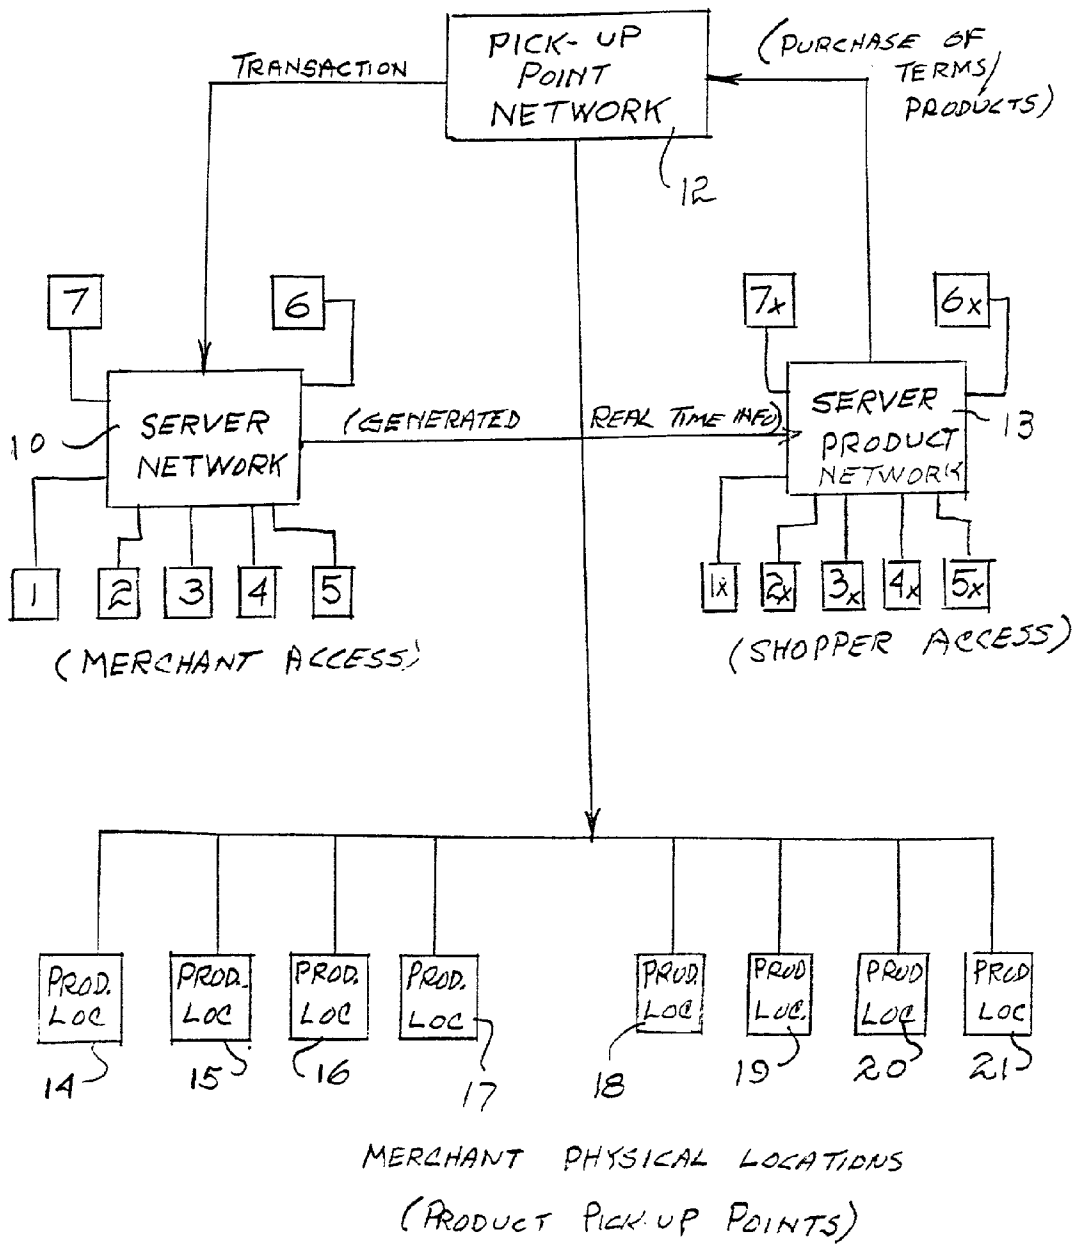 PICK-UP
POINT
NETWORK
12
TRANSACTION
(PURCHASE OF
TERMS/
PRODUCTS)
7
6
7x
6x
10
SERVER
NETWORK
(GENERATED REAL TIME INFO)
SERVER
PRODUCT
NETWORK
13
1
2
3
4
5
1x
2x
3x
4x
5x
(MERCHANT ACCESS)
(SHOPPER ACCESS)
PROD.
LOC
PROD.
LOC
PROD.
LOC
PROD.
LOC
PROD.
LOC
PROD
LOC.
PROD
LOC
PROD
LOC
14
15
16
17
18
19
20
21
MERCHANT PHYSICAL LOCATIONS
(PRODUCT PICK-UP POINTS)